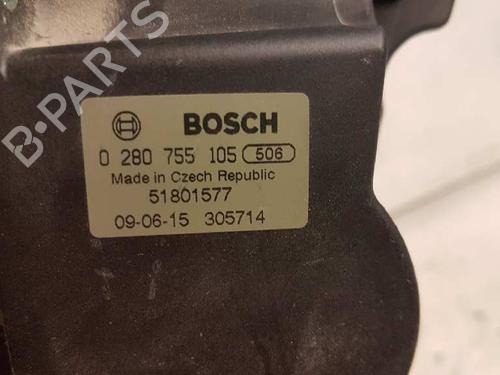 BOSCH
0 280 755 105 506
Made in Czech Republic
51801577
09-06-15 305714
B-PARTS